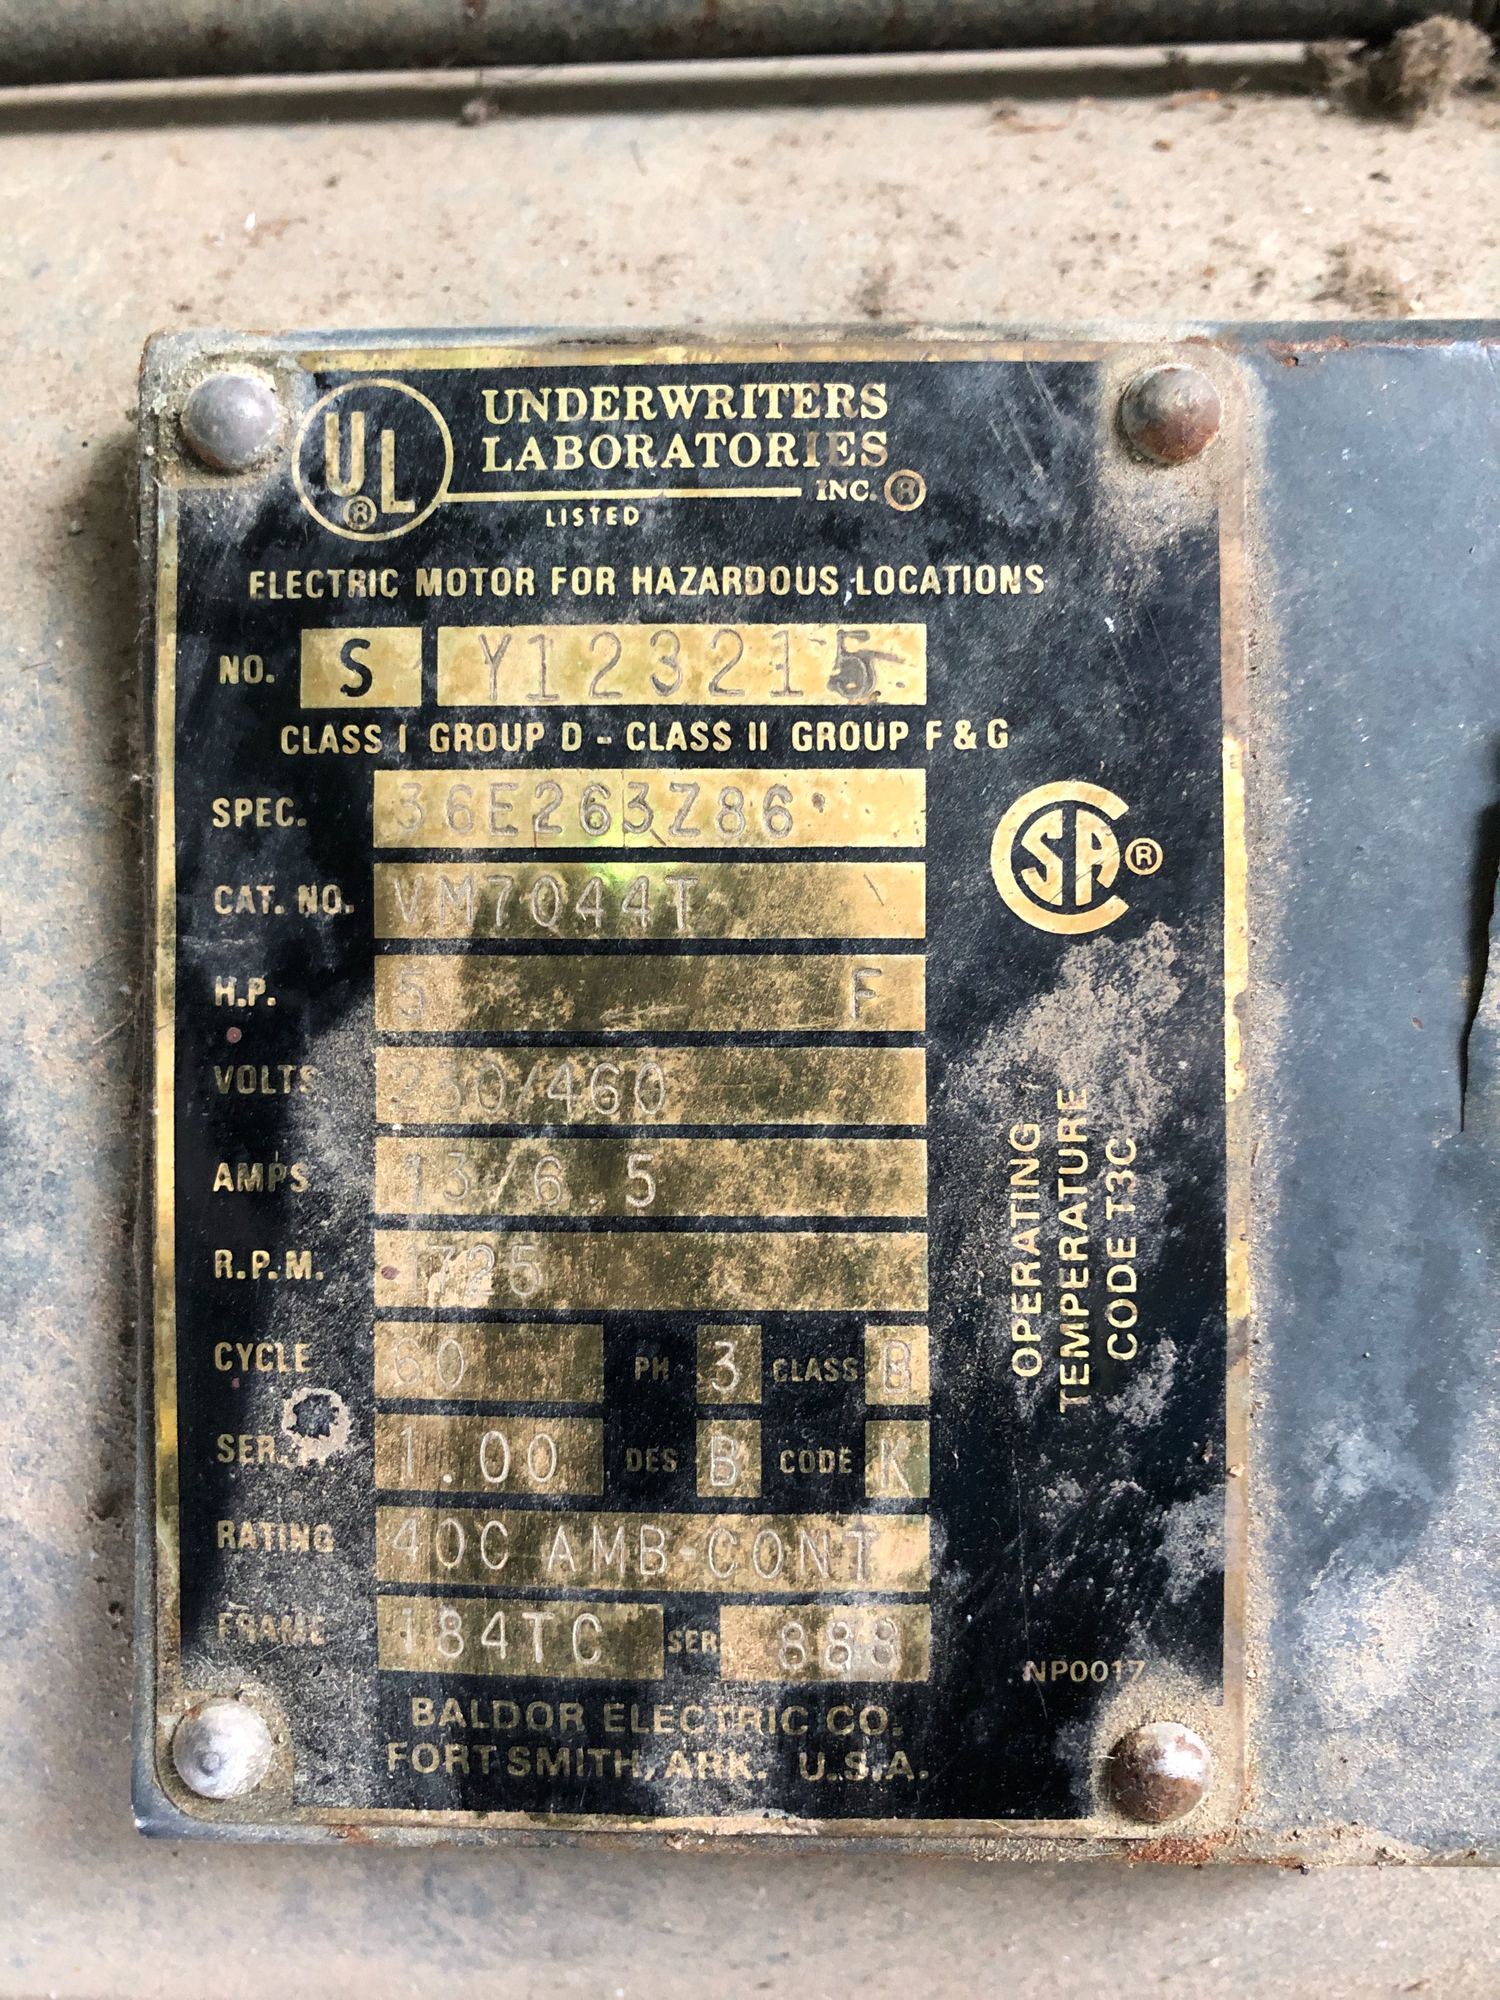 UL ®
UNDERWRITERS
LABORATORIES
INC. ®
LISTED
ELECTRIC MOTOR FOR HAZARDOUS LOCATIONS
NO. S Y123215
CLASS I GROUP D - CLASS II GROUP F & G
SPEC. 36E263Z86
CAT. NO. VM7044T
H.P. 5 F
VOLTS 230/460
AMPS 13/6.5
R.P.M. 1725
CYCLE 60 PH 3 CLASS B
SER. 1.00 DES B CODE K
RATING 40C AMB-CONT
FRAME 184TC SER. 888
BALDOR ELECTRIC CO.
FORT SMITH, ARK. U.S.A.
SA ®
OPERATING
TEMPERATURE
CODE T3C
NP0017